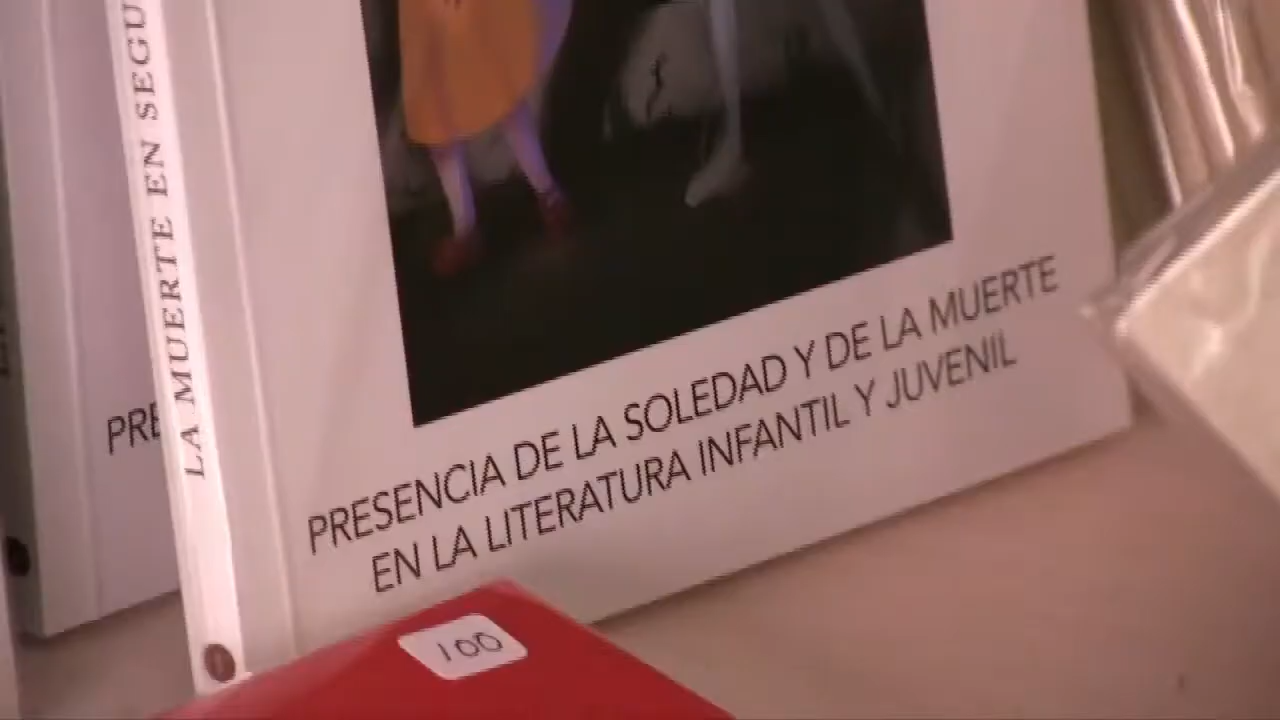 LA MUERTE EN SEGU
PRE
PRESENCIA DE LA SOLEDAD Y DE LA MUERTE
EN LA LITERATURA INFANTIL Y JUVENIL
100